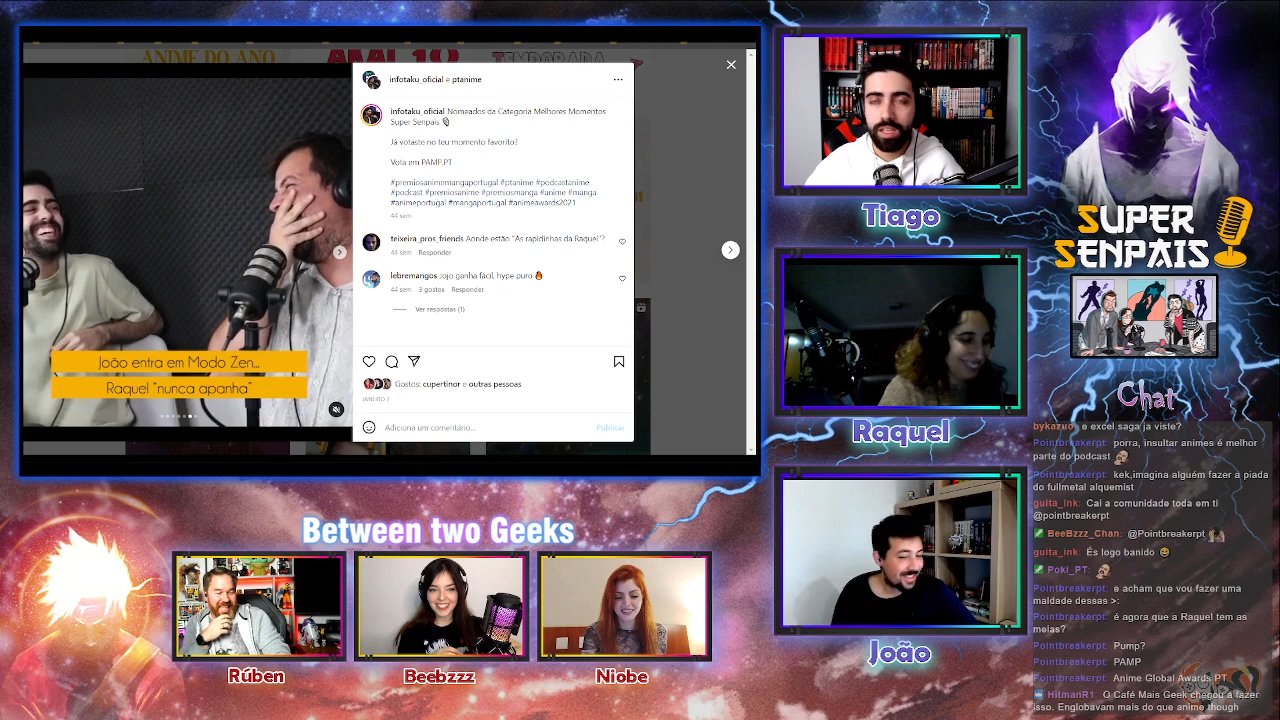 ANIME DO ANO
TEMPORADA
infotaku_oficial e ptanime
infotaku_oficial Nomeados da Categoria Melhores Momentos
Super Senpais
Já votaste no teu momento favorito?
Vota em PAMP.PT
#premiosanimemangaportugal #ptanime #podcastanime
#podcast #premiosanime #premiosmanga #anime #manga
#animeportugal #mangaportugal #animeawards2021
44 sem
teixeira_pros_friends Aonde estão "As rapidinhas da Raquel"?
44 sem Responder
lebremangos Jojo ganha fácil, hype puro
44 sem 3 gostos Responder
Ver respostas (1)
Gostos: cupertinor e outras pessoas
JANEIRO 7
Adiciona um comentário...
Publicar
João entra em Modo Zen...
Raquel "nunca apanha"
Between two Geeks
Rúben
Beebzzz
Niobe
Tiago
Raquel
João
SUPER
SENPAIS
Chat
bykazuo: e excel saga ja viste?
Pointbreakerpt: porra, insultar animes é melhor
parte do podcast
Pointbreakerpt: kek,imagina alguém fazer a piada
do fullmetal alquemist
guita_ink: Cai a comunidade toda em ti
@pointbreakerpt
BeeBzzz_Chan: @Pointbreakerpt
guita_ink: És logo banido
Poki_PT:
Pointbreakerpt: e acham que vou fazer uma
maldade dessas >:
Pointbreakerpt: é agora que a Raquel tem as
meias?
Pointbreakerpt: Pump?
Pointbreakerpt: PAMP
Pointbreakerpt: Anime Global Awards PT
HitmanR1: O Café Mais Geek chegou a fazer
isso. Englobavam mais do que anime though